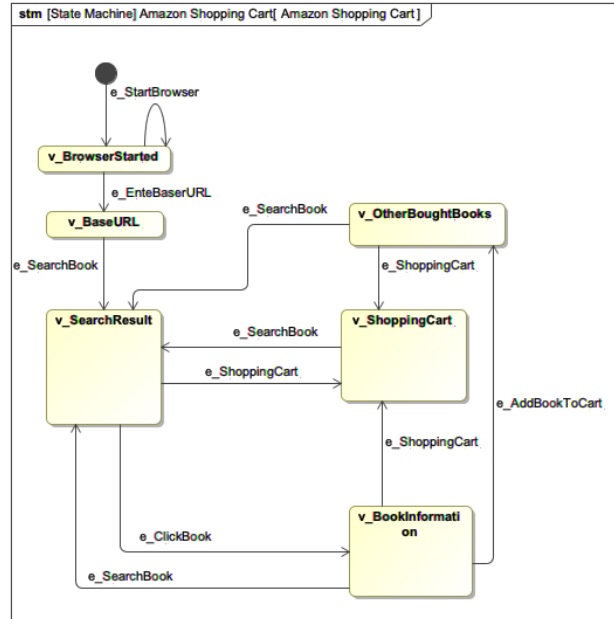 stm [State Machine] Amazon Shopping Cart[ Amazon Shopping Cart ]
e_StartBrowser
v_BrowserStarted
e_EnteBaserURL
v_BaseURL
e_SearchBook
v_OtherBoughtBooks
e_SearchBook
e_ShoppingCart
v_SearchResult
v_ShoppingCart
e_SearchBook
e_ShoppingCart
e_AddBookToCart
e_ShoppingCart
v_BookInformati
on
e_ClickBook
e_SearchBook